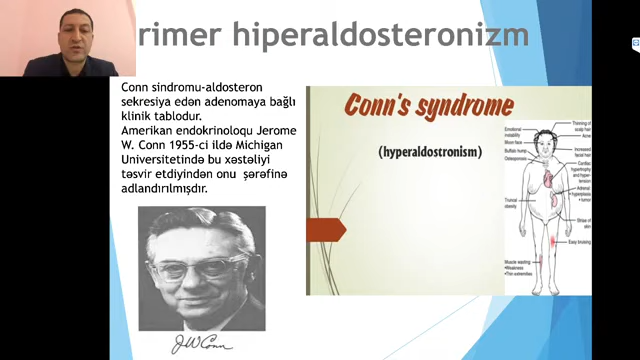 rimer hiperaldosteronizm
Conn sindromu-aldosteron
sekresiya edən adenomaya bağlı
klinik tablodur.
Amerikan endokrinoloqu Jerome
W. Conn 1955-ci ildə Michigan
Universitetində bu xəstəliyi
təsvir etdiyindən onu şərəfinə
adlandırılmışdır.
JWConn
Conn's syndrome
(hyperaldostronism)
Emotional
instability
Moon face
Buffalo hump
Osteoporosis
Truncal
obesity
Muscle wasting
•Weakness
•Thin extremities
Thinning of
scalp hair
Acne
Increased
facial hair
Cardiac
hypertrophy
and hyper-
tension
Adrenal
•hyperplasia
•tumor
Striae of
skin
Easy bruising